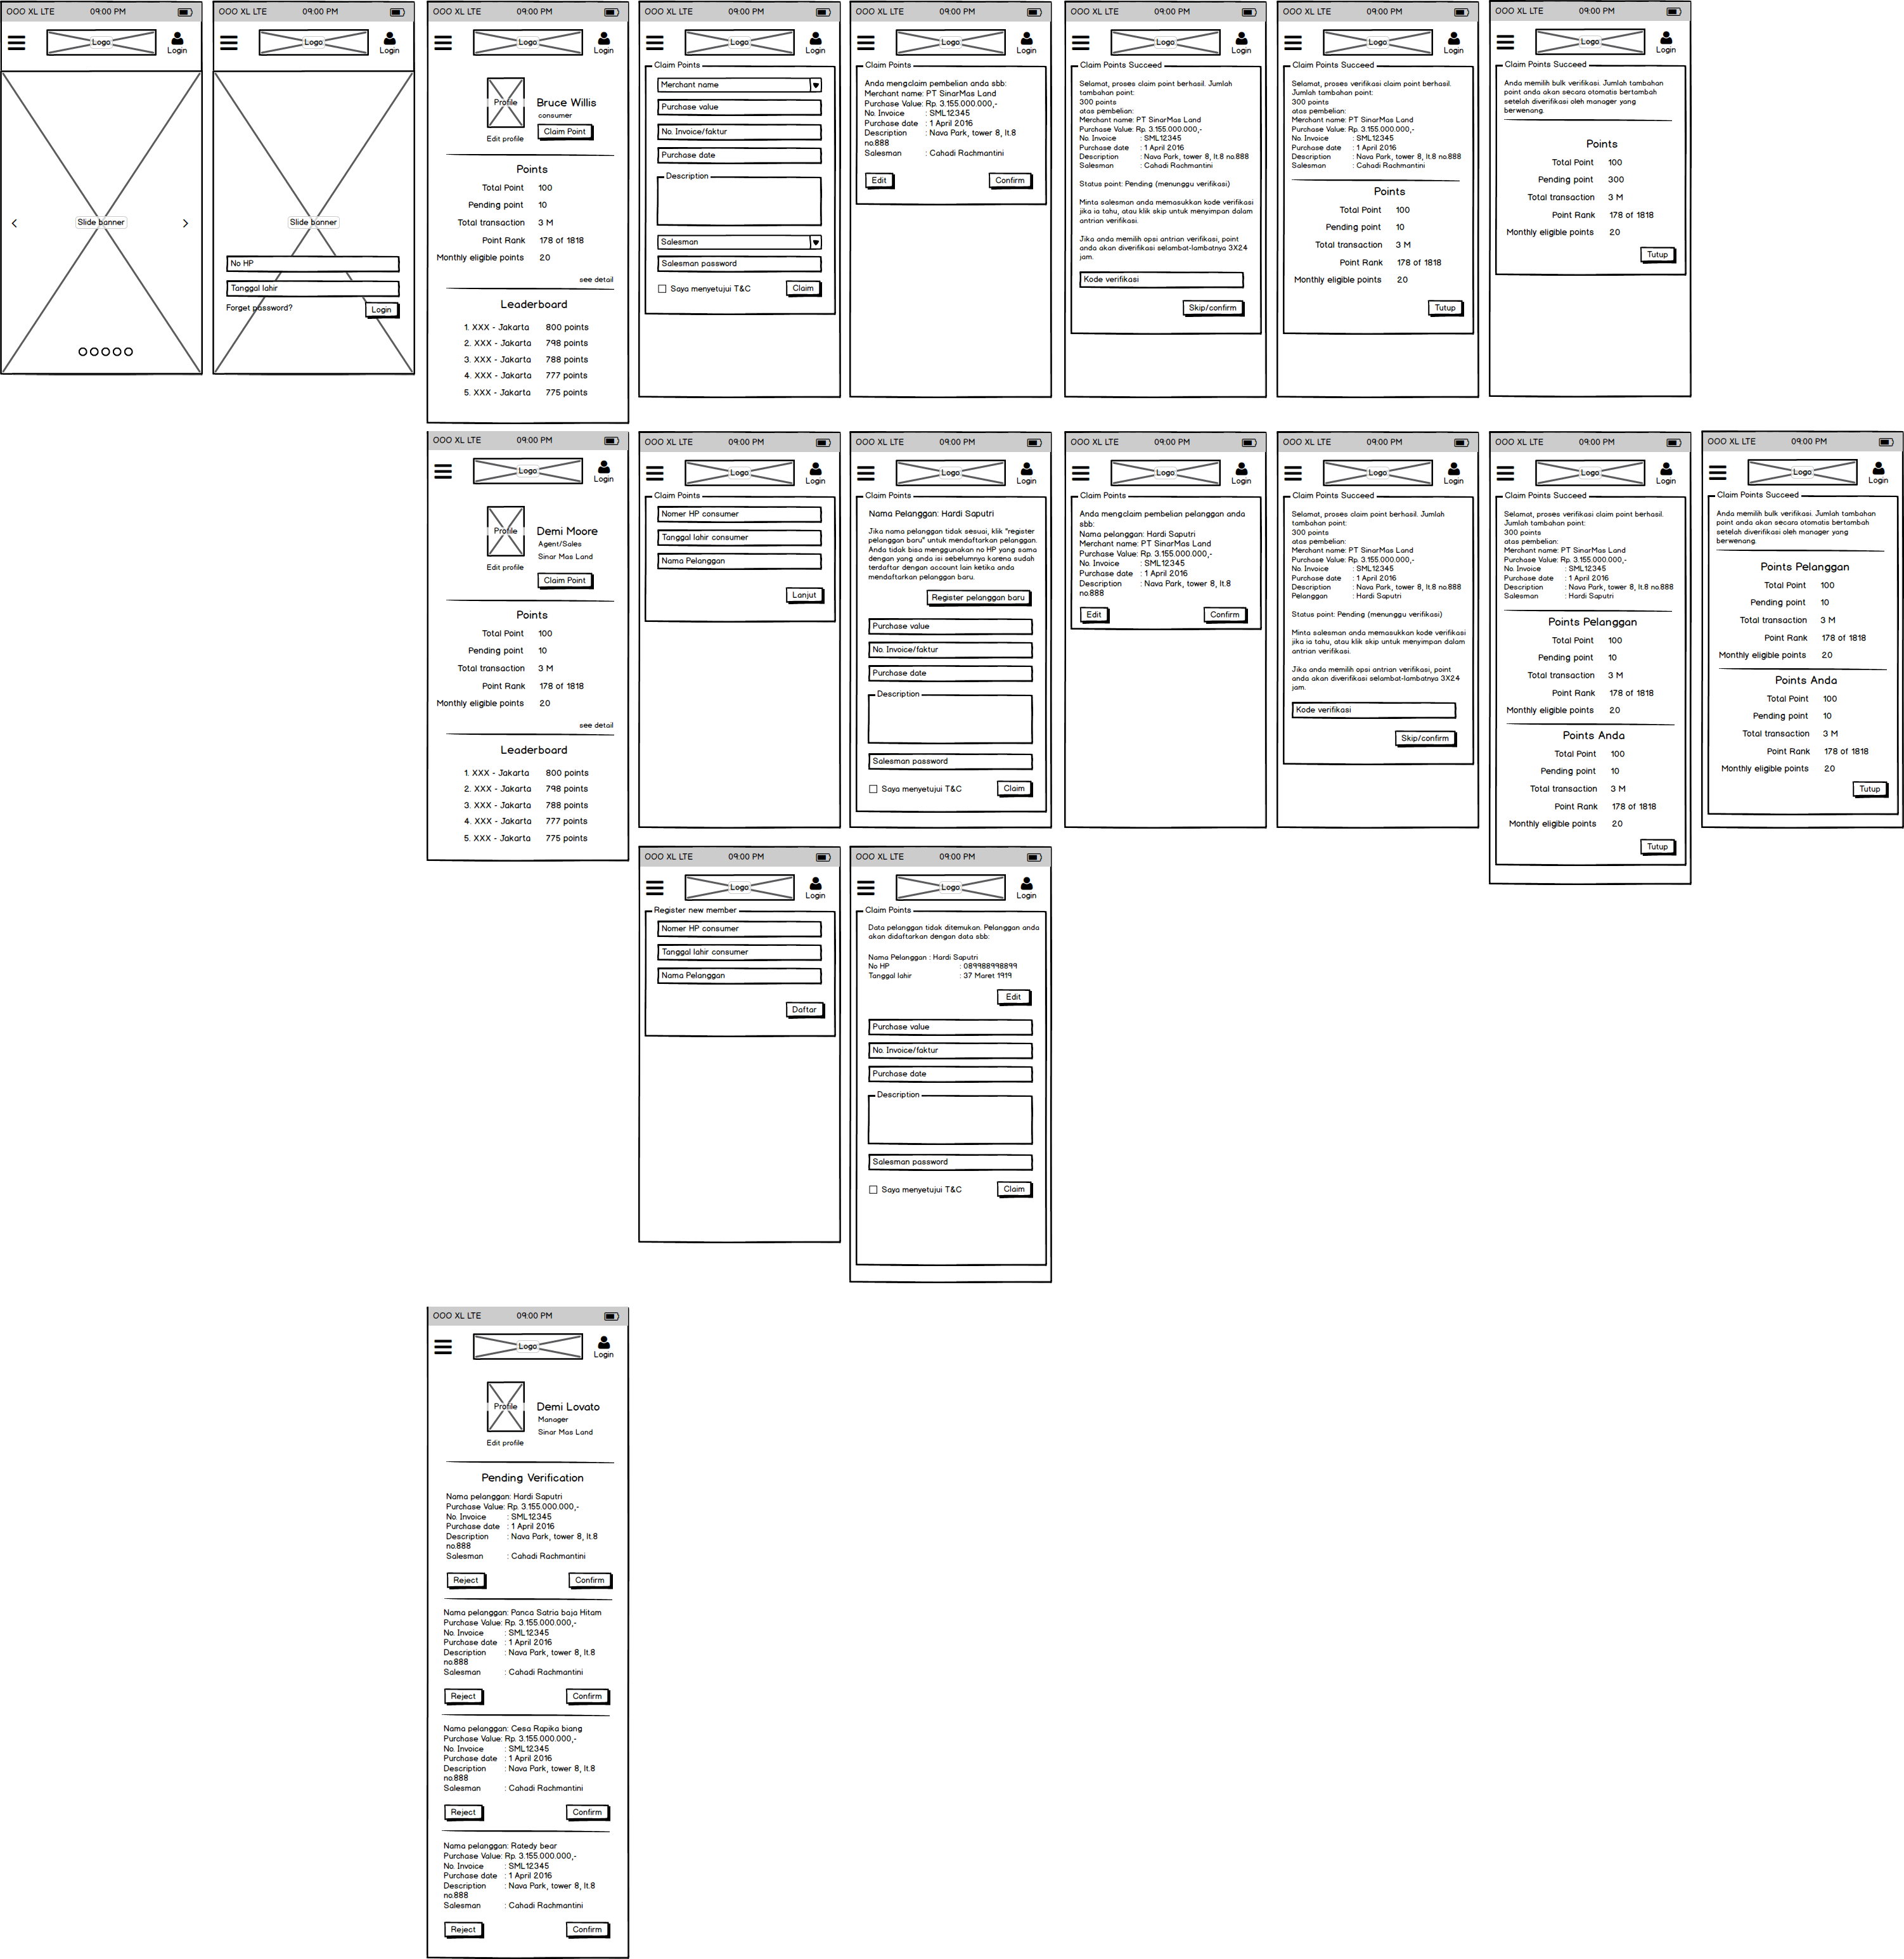 OOO XL LTE 09:00 PM
Logo
Login
Slide banner
OOO XL LTE 09:00 PM
Logo
Login
Slide banner
No HP
Tanggal lahir
Forget password?
Login
OOO XL LTE 09:00 PM
Logo
Login
Profile
Bruce Willis
consumer
Edit profile
Claim Point
Points
Total Point 100
Pending point 10
Total transaction 3 M
Point Rank 178 of 1818
Monthly eligible points 20
see detail
Leaderboard
1. XXX - Jakarta 800 points
2. XXX - Jakarta 798 points
3. XXX - Jakarta 788 points
4. XXX - Jakarta 777 points
5. XXX - Jakarta 775 points
OOO XL LTE 09:00 PM
Logo
Login
Claim Points
Merchant name
Purchase value
No. Invoice/faktur
Purchase date
Description
Salesman
Salesman password
Saya menyetujui T&C
Claim
OOO XL LTE 09:00 PM
Logo
Login
Claim Points
Anda mengclaim pembelian anda sbb:
Merchant name: PT SinarMas Land
Purchase Value: Rp. 3.155.000.000,-
No. Invoice : SML12345
Purchase date : 1 April 2016
Description : Nava Park, tower 8, lt.8
no.888
Salesman : Cahadi Rachmantini
Edit
Confirm
OOO XL LTE 09:00 PM
Logo
Login
Claim Points Succeed
Selamat, proses claim point berhasil. Jumlah
tambahan point:
300 points
atas pembelian:
Merchant name: PT SinarMas Land
Purchase Value: Rp. 3.155.000.000,-
No. Invoice : SML12345
Purchase date : 1 April 2016
Description : Nava Park, tower 8, lt.8 no.888
Salesman : Cahadi Rachmantini
Status point: Pending (menunggu verifikasi)
Minta salesman anda memasukkan kode verifikasi
jika ia tahu, atau klik skip untuk menyimpan dalam
antrian verifikasi.
Jika anda memilih opsi antrian verifikasi, point
anda akan diverifikasi selambat-lambatnya 3X24
jam.
Kode verifikasi
Skip/confirm
OOO XL LTE 09:00 PM
Logo
Login
Claim Points Succeed
Selamat, proses verifikasi claim point berhasil.
Jumlah tambahan point:
300 points
atas pembelian:
Merchant name: PT SinarMas Land
Purchase Value: Rp. 3.155.000.000,-
No. Invoice : SML12345
Purchase date : 1 April 2016
Description : Nava Park, tower 8, lt.8 no.888
Salesman : Cahadi Rachmantini
Points
Total Point 100
Pending point 10
Total transaction 3 M
Point Rank 178 of 1818
Monthly eligible points 20
Tutup
OOO XL LTE 09:00 PM
Logo
Login
Claim Points Succeed
Anda memilih bulk verifikasi. Jumlah tambahan
point anda akan secara otomatis bertambah
setelah diverifikasi oleh manager yang
berwenang.
Points
Total Point 100
Pending point 300
Total transaction 3 M
Point Rank 178 of 1818
Monthly eligible points 20
Tutup
OOO XL LTE 09:00 PM
Logo
Login
Profile
Demi Moore
Agent/Sales
Sinar Mas Land
Edit profile
Claim Point
Points
Total Point 100
Pending point 10
Total transaction 3 M
Point Rank 178 of 1818
Monthly eligible points 20
see detail
Leaderboard
1. XXX - Jakarta 800 points
2. XXX - Jakarta 798 points
3. XXX - Jakarta 788 points
4. XXX - Jakarta 777 points
5. XXX - Jakarta 775 points
OOO XL LTE 09:00 PM
Logo
Login
Claim Points
Nomer HP consumer
Tanggal lahir consumer
Nama Pelanggan
Lanjut
OOO XL LTE 09:00 PM
Logo
Login
Claim Points
Nama Pelanggan: Hardi Saputri
Jika nama pelanggan tidak sesuai, klik "register
pelanggan baru" untuk mendaftarkan pelanggan.
Anda tidak bisa menggunakan no HP yang sama
dengan yang anda isi sebelumnya karena sudah
terdaftar dengan account lain ketika anda
mendaftarkan pelanggan baru.
Register pelanggan baru
Purchase value
No. Invoice/faktur
Purchase date
Description
Salesman password
Saya menyetujui T&C
Claim
OOO XL LTE 09:00 PM
Logo
Login
Claim Points
Anda mengclaim pembelian pelanggan anda
sbb:
Nama pelanggan: Hardi Saputri
Merchant name: PT SinarMas Land
Purchase Value: Rp. 3.155.000.000,-
No. Invoice : SML12345
Purchase date : 1 April 2016
Description : Nava Park, tower 8, lt.8
no.888
Edit
Confirm
OOO XL LTE 09:00 PM
Logo
Login
Claim Points Succeed
Selamat, proses claim point berhasil. Jumlah
tambahan point:
300 points
atas pembelian:
Merchant name: PT SinarMas Land
Purchase Value: Rp. 3.155.000.000,-
No. Invoice : SML12345
Purchase date : 1 April 2016
Description : Nava Park, tower 8, lt.8 no.888
Pelanggan : Hardi Saputri
Status point: Pending (menunggu verifikasi)
Minta salesman anda memasukkan kode verifikasi
jika ia tahu, atau klik skip untuk menyimpan dalam
antrian verifikasi.
Jika anda memilih opsi antrian verifikasi, point
anda akan diverifikasi selambat-lambatnya 3X24
jam.
Kode verifikasi
Skip/confirm
OOO XL LTE 09:00 PM
Logo
Login
Claim Points Succeed
Selamat, proses verifikasi claim point berhasil.
Jumlah tambahan point:
300 points
atas pembelian:
Merchant name: PT SinarMas Land
Purchase Value: Rp. 3.155.000.000,-
No. Invoice : SML12345
Purchase date : 1 April 2016
Description : Nava Park, tower 8, lt.8 no.888
Salesman : Hardi Saputri
Points Pelanggan
Total Point 100
Pending point 10
Total transaction 3 M
Point Rank 178 of 1818
Monthly eligible points 20
Points Anda
Total Point 100
Pending point 10
Total transaction 3 M
Point Rank 178 of 1818
Monthly eligible points 20
Tutup
OOO XL LTE 09:00 PM
Logo
Login
Claim Points Succeed
Anda memilih bulk verifikasi. Jumlah tambahan
point anda akan secara otomatis bertambah
setelah diverifikasi oleh manager yang
berwenang.
Points Pelanggan
Total Point 100
Pending point 10
Total transaction 3 M
Point Rank 178 of 1818
Monthly eligible points 20
Points Anda
Total Point 100
Pending point 10
Total transaction 3 M
Point Rank 178 of 1818
Monthly eligible points 20
Tutup
OOO XL LTE 09:00 PM
Logo
Login
Register new member
Nomer HP consumer
Tanggal lahir consumer
Nama Pelanggan
Daftar
OOO XL LTE 09:00 PM
Logo
Login
Claim Points
Data pelanggan tidak ditemukan. Pelanggan anda
akan didaftarkan dengan data sbb:
Nama Pelanggan : Hardi Saputri
No HP : 089988998899
Tanggal lahir : 37 Maret 1919
Edit
Purchase value
No. Invoice/faktur
Purchase date
Description
Salesman password
Saya menyetujui T&C
Claim
OOO XL LTE 09:00 PM
Logo
Login
Profile
Demi Lovato
Manager
Sinar Mas Land
Edit profile
Pending Verification
Nama pelanggan: Hardi Saputri
Purchase Value: Rp. 3.155.000.000,-
No. Invoice : SML12345
Purchase date : 1 April 2016
Description : Nava Park, tower 8, lt.8
no.888
Salesman : Cahadi Rachmantini
Reject
Confirm
Nama pelanggan: Panca Satria baja Hitam
Purchase Value: Rp. 3.155.000.000,-
No. Invoice : SML12345
Purchase date : 1 April 2016
Description : Nava Park, tower 8, lt.8
no.888
Salesman : Cahadi Rachmantini
Reject
Confirm
Nama pelanggan: Cesa Rapika biang
Purchase Value: Rp. 3.155.000.000,-
No. Invoice : SML12345
Purchase date : 1 April 2016
Description : Nava Park, tower 8, lt.8
no.888
Salesman : Cahadi Rachmantini
Reject
Confirm
Nama pelanggan: Ratedy bear
Purchase Value: Rp. 3.155.000.000,-
No. Invoice : SML12345
Purchase date : 1 April 2016
Description : Nava Park, tower 8, lt.8
no.888
Salesman : Cahadi Rachmantini
Reject
Confirm